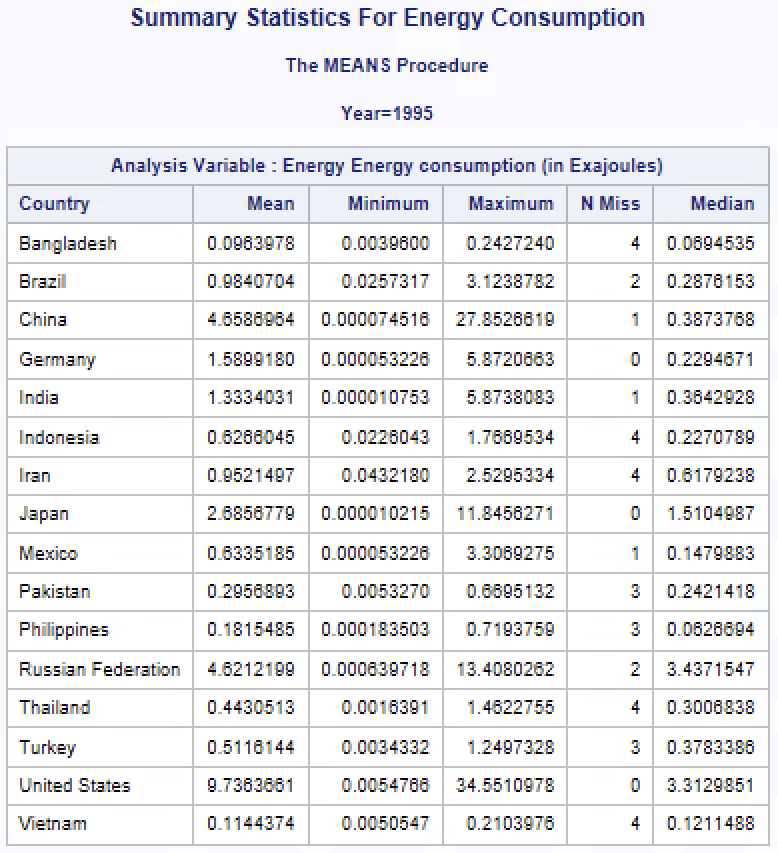 Summary Statistics For Energy Consumption
The MEANS Procedure
Year=1995
Analysis Variable : Energy Energy consumption (in Exajoules)
Country Mean Minimum Maximum N Miss Median
Bangladesh 0.0963978 0.0039600 0.2427240 4 0.0694535
Brazil 0.9840704 0.0257317 3.1238782 2 0.2876153
China 4.6586964 0.000074516 27.8526619 1 0.3873768
Germany 1.5899180 0.000053226 5.8720663 0 0.2294671
India 1.3334031 0.000010753 5.8738083 1 0.3642928
Indonesia 0.6266045 0.0226043 1.7669534 4 0.2270789
Iran 0.9521497 0.0432180 2.5295334 4 0.6179238
Japan 2.6856779 0.000010215 11.8456271 0 1.5104987
Mexico 0.6335185 0.000053226 3.3069275 1 0.1479883
Pakistan 0.2956893 0.0053270 0.6695132 3 0.2421418
Philippines 0.1815485 0.000183503 0.7193759 3 0.0626694
Russian Federation 4.6212199 0.000639718 13.4080262 2 3.4371547
Thailand 0.4430513 0.0016391 1.4622755 4 0.3006838
Turkey 0.5116144 0.0034332 1.2497328 3 0.3783386
United States 9.7363661 0.0054766 34.5510978 0 3.3129851
Vietnam 0.1144374 0.0050547 0.2103976 4 0.1211488